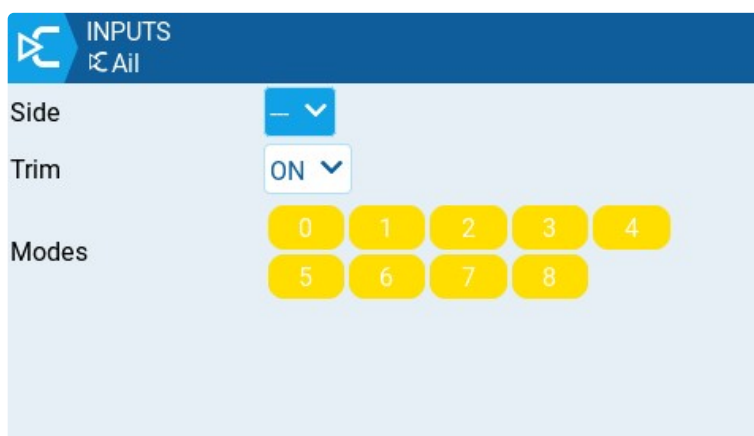 INPUTS
Ail
Side
---
Trim
ON
Modes
0 1 2 3 4
5 6 7 8